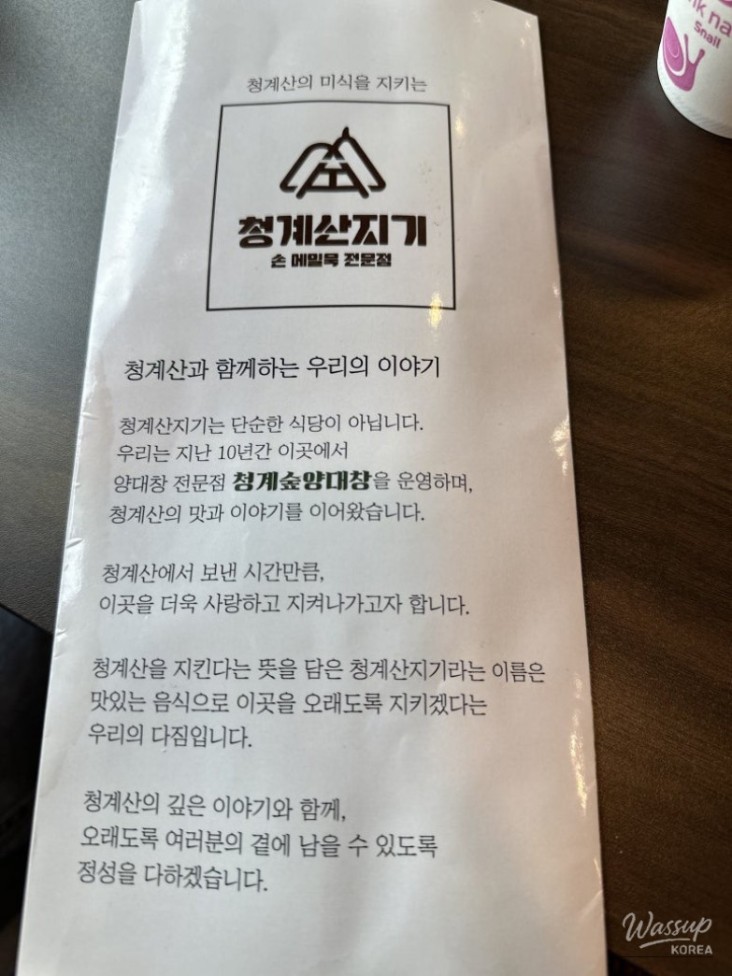 청계산의 미식을 지키는
청계산지기
손 메밀묵 전문점
청계산과 함께하는 우리의 이야기
청계산지기는 단순한 식당이 아닙니다.
우리는 지난 10년간 이곳에서
양대창 전문점 청계숲양대창을 운영하며,
청계산의 맛과 이야기를 이어왔습니다.
청계산에서 보낸 시간만큼,
이곳을 더욱 사랑하고 지켜나가고자 합니다.
청계산을 지킨다는 뜻을 담은 청계산지기라는 이름은
맛있는 음식으로 이곳을 오래도록 지키겠다는
우리의 다짐입니다.
청계산의 깊은 이야기와 함께,
오래도록 여러분의 곁에 남을 수 있도록
정성을 다하겠습니다.
Snail
Wassup
KOREA